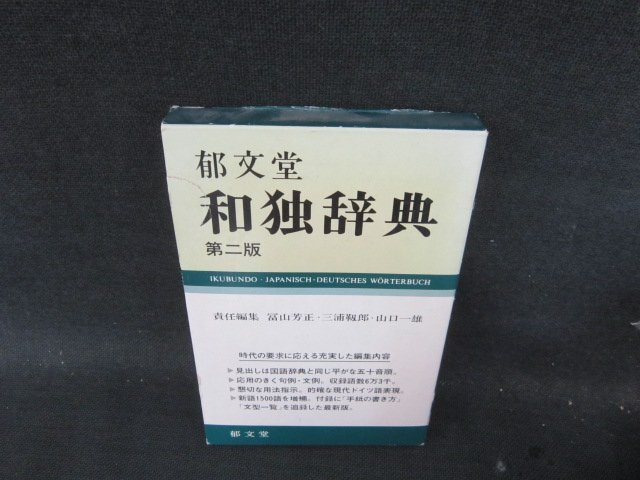 郁文堂
和独辞典
第二版
IKUBUNDO・JAPANISCH-DEUTSCHES WÖRTERBUCH
責任編集 冨山芳正・三浦靱郎・山口一雄
時代の要求に応える充実した編集内容
▷見出しは国語辞典と同じ平がな五十音順。
▷応用のきく句例・文例。収録語数6万3千。
▷懇切な用法指示。的確な現代ドイツ語表現。
▷新語1500語を増補。付録に「手紙の書き方」
「文型一覧」を追録した最新版。
郁文堂